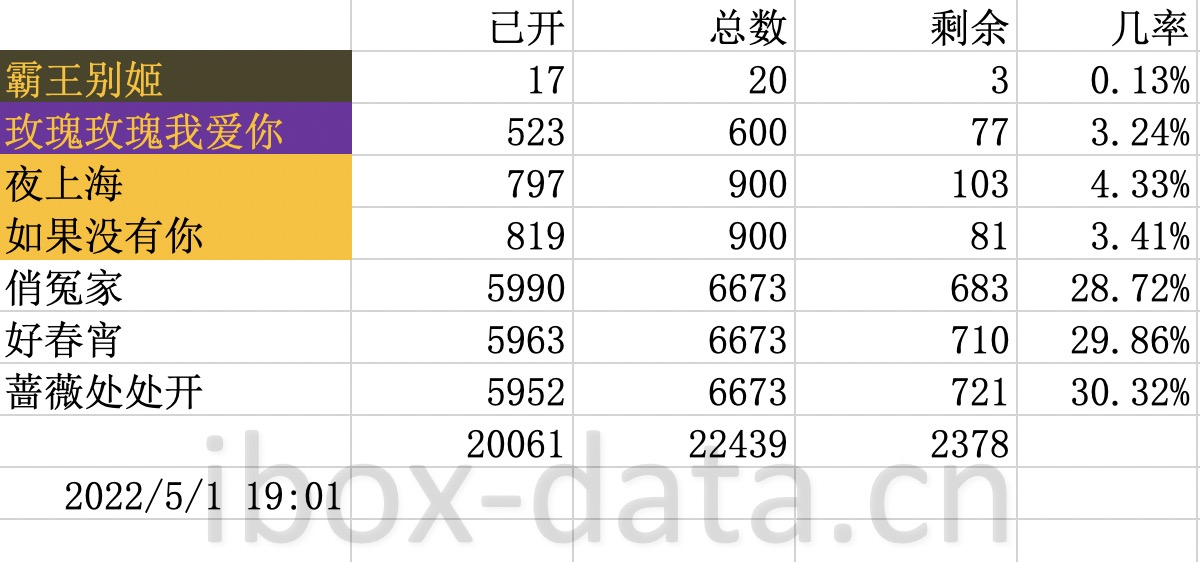 已开 总数 剩余 几率
霸王别姬 17 20 3 0.13%
玫瑰玫瑰我爱你 523 600 77 3.24%
夜上海 797 900 103 4.33%
如果没有你 819 900 81 3.41%
俏冤家 5990 6673 683 28.72%
好春宵 5963 6673 710 29.86%
蔷薇处处开 5952 6673 721 30.32%
20061 22439 2378
2022/5/1 19:01
ibox-data.cn